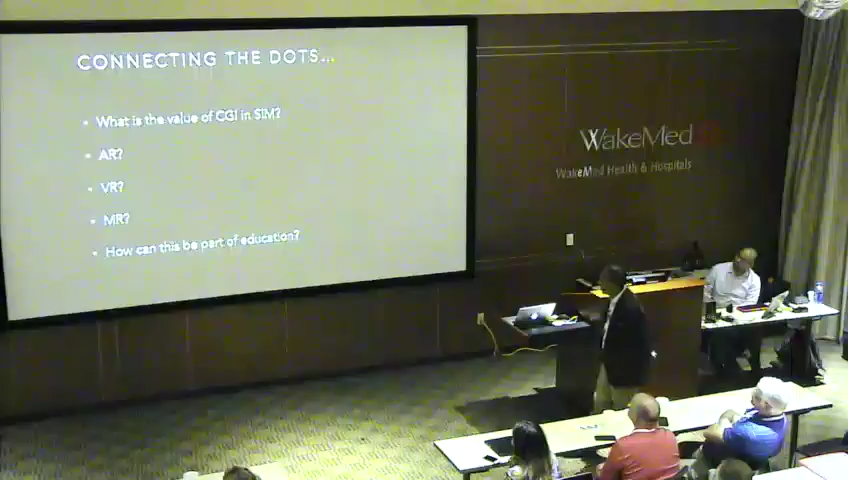 CONNECTING THE DOTS...
• What is the value of CGI in SIM?
• AR?
• VR?
• MR?
• How can this be part of education?
WakeMed
WakeMed Health & Hospitals